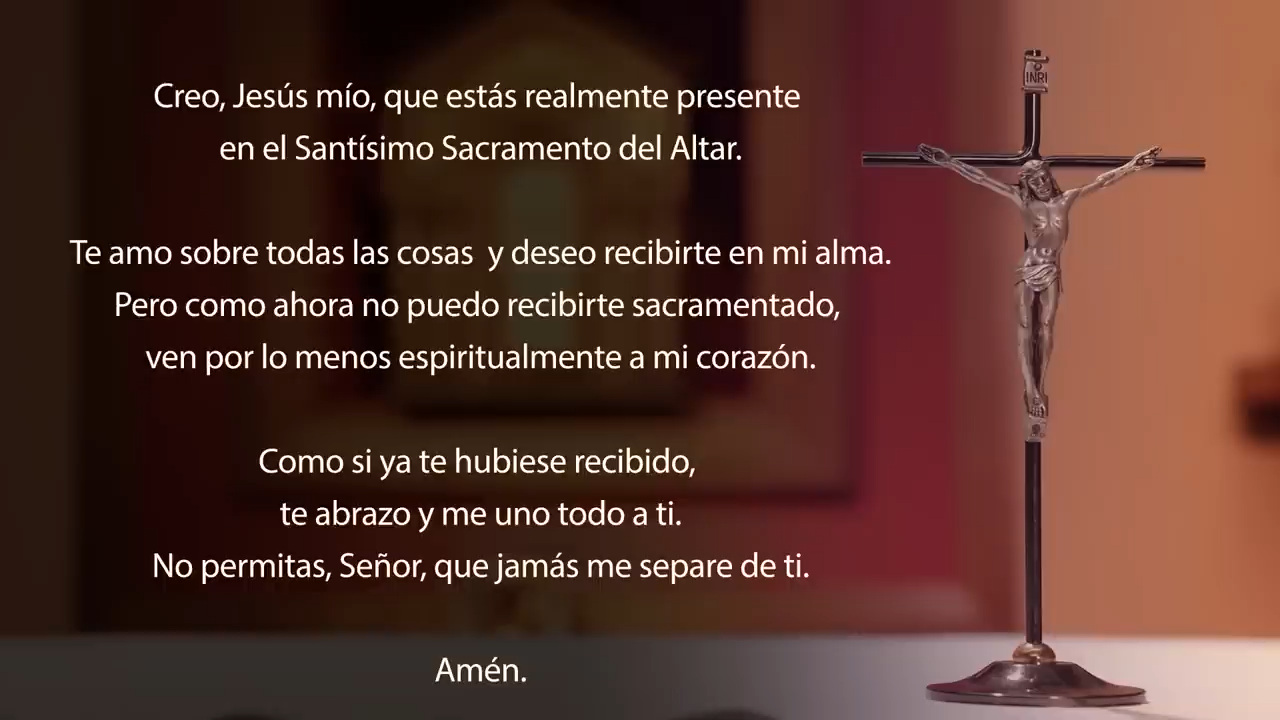 Creo, Jesús mío, que estás realmente presente
en el Santísimo Sacramento del Altar.
Te amo sobre todas las cosas  y deseo recibirte en mi alma.
Pero como ahora no puedo recibirte sacramentado,
ven por lo menos espiritualmente a mi corazón.
Como si ya te hubiese recibido,
te abrazo y me uno todo a ti.
No permitas, Señor, que jamás me separe de ti.
Amén.
INRI